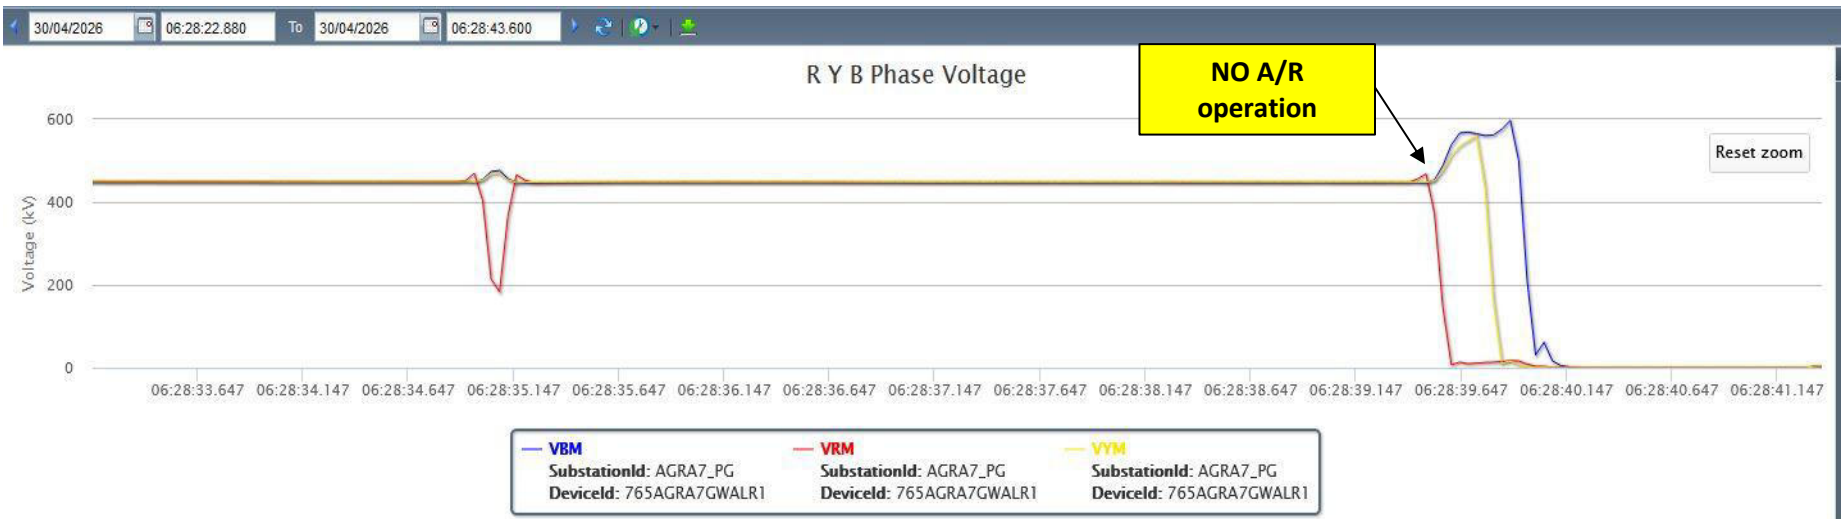 30/04/2026 06:28:22.880 To 30/04/2026 06:28:43.600
R Y B Phase Voltage
NO A/R
operation
Reset zoom
Voltage (kV)
600
400
200
0
06:28:33.647 06:28:34.147 06:28:34.647 06:28:35.147 06:28:35.647 06:28:36.147 06:28:36.647 06:28:37.147 06:28:37.647 06:28:38.147 06:28:38.647 06:28:39.147 06:28:39.647 06:28:40.147 06:28:40.647 06:28:41.147
VBM
SubstationId: AGRA7_PG
DeviceId: 765AGRA7GWALR1
VRM
SubstationId: AGRA7_PG
DeviceId: 765AGRA7GWALR1
VYM
SubstationId: AGRA7_PG
DeviceId: 765AGRA7GWALR1